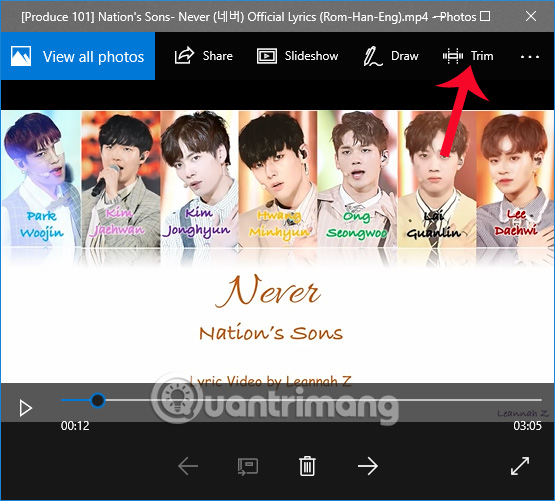 [Produce 101] Nation's Sons- Never (네버) Official Lyrics (Rom-Han-Eng).mp4 - Photos
View all photos
Share
Slideshow
Draw
Trim
Park Woojin
Kim Jaehwan
Kim Jonghyun
Hwang Minhyun
Ong Seongwoo
Lai Guanlin
Lee Daehwi
Never
Nation's Sons
Lyric Video by Leannah Z
Quantrimang
Leannah Z
00:12
03:05